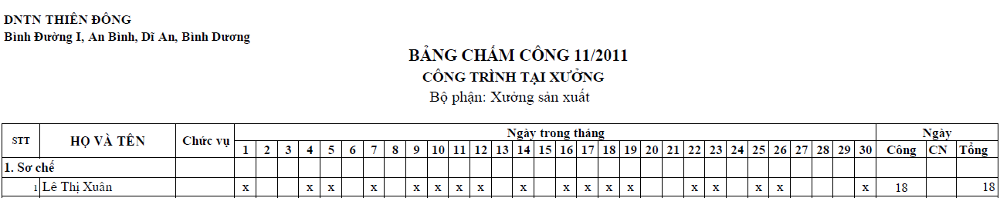 DNTN THIÊN ĐÔNG
Bình Đường I, An Bình, Dĩ An, Bình Dương
BẢNG CHẤM CÔNG 11/2011
CÔNG TRÌNH TẠI XƯỞNG
Bộ phận: Xưởng sản xuất
STT HỌ VÀ TÊN Chức vụ Ngày trong tháng Ngày
1 2 3 4 5 6 7 8 9 10 11 12 13 14 15 16 17 18 19 20 21 22 23 24 25 26 27 28 29 30 Công CN Tổng
1. Sơ chế
1 Lê Thị Xuân x x x x x x x x x x x x x x x x x x 18 18